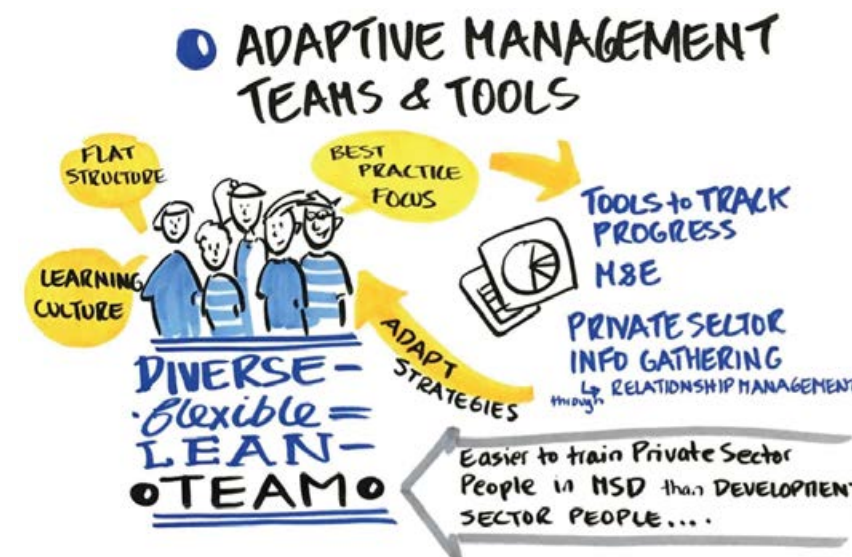 ADAPTIVE MANAGEMENT
TEAMS & TOOLS
FLAT
STRUCTURE
BEST
PRACTICE
FOCUS
LEARNING
CULTURE
TOOLS to TRACK
PROGRESS
M&E
PRIVATE SECTOR
INFO GATHERING
through RELATIONSHIP MANAGEMENT
ADAPT
STRATEGIES
DIVERSE-
flexible=
LEAN-
TEAM
Easier to train Private Sector
People in MSD than DEVELOPMENT
SECTOR PEOPLE....